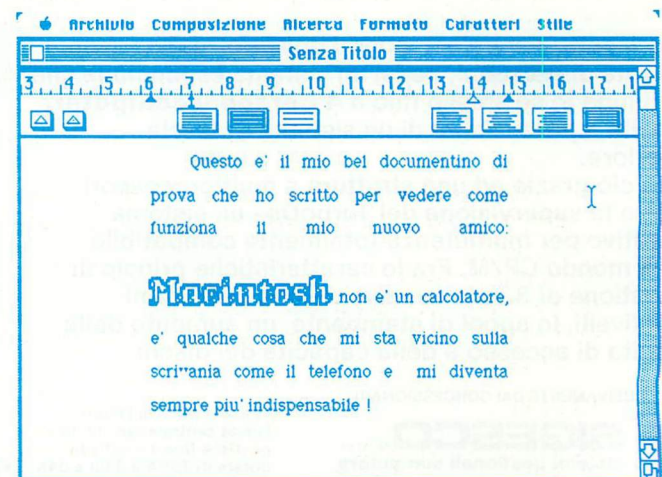 Archivio Composizione Ricerca Formato Caratteri Stile
Senza Titolo
3 4 5 6 7 8 9 10 11 12 13 14 15 16 17 1
Questo e' il mio bel documentino di
prova che ho scritto per vedere come
funziona il mio nuovo amico:
Macintosh non e' un calcolatore,
e' qualche cosa che mi sta vicino sulla
scrivania come il telefono e mi diventa
sempre piu' indispensabile !